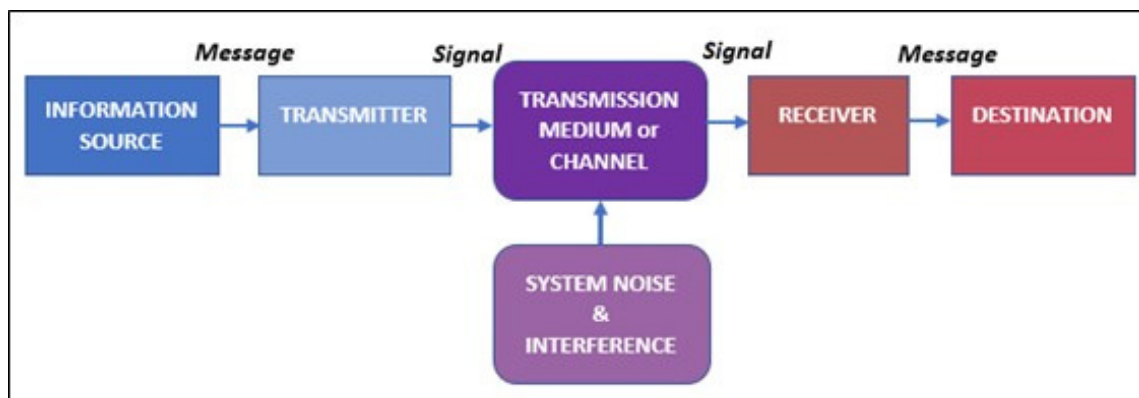 Message
Signal
Signal
Message
INFORMATION
SOURCE
TRANSMITTER
TRANSMISSION
MEDIUM or
CHANNEL
RECEIVER
DESTINATION
SYSTEM NOISE
&
INTERFERENCE